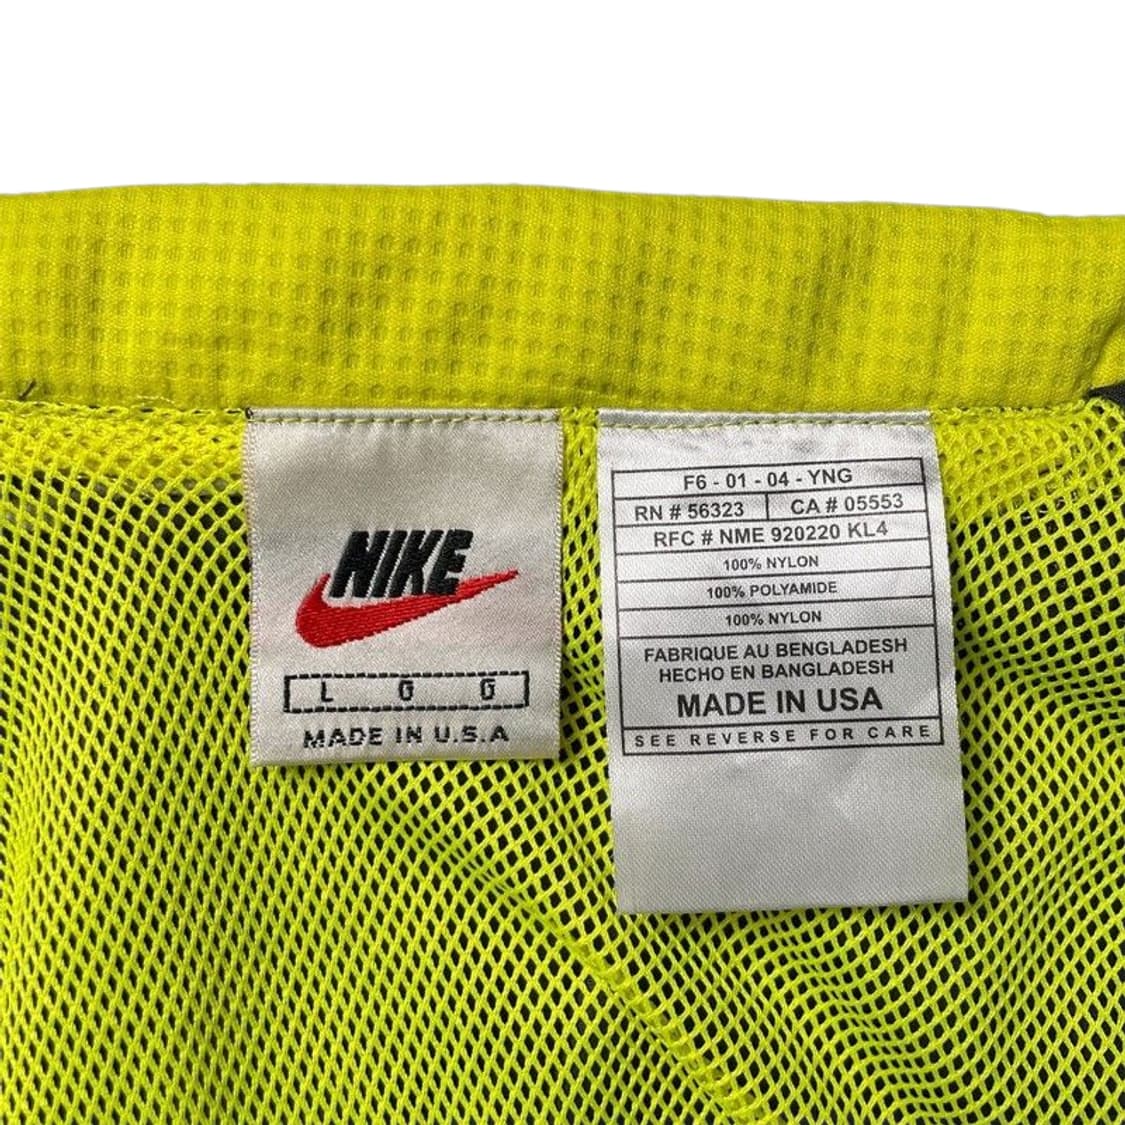 NIKE
L G G
MADE IN U.S.A
F6 - 01 - 04 - YNG
RN # 56323 CA # 05553
RFC # NME 920220 KL4
100% NYLON
100% POLYAMIDE
100% NYLON
FABRIQUE AU BENGLADESH
HECHO EN BANGLADESH
MADE IN USA
SEE REVERSE FOR CARE